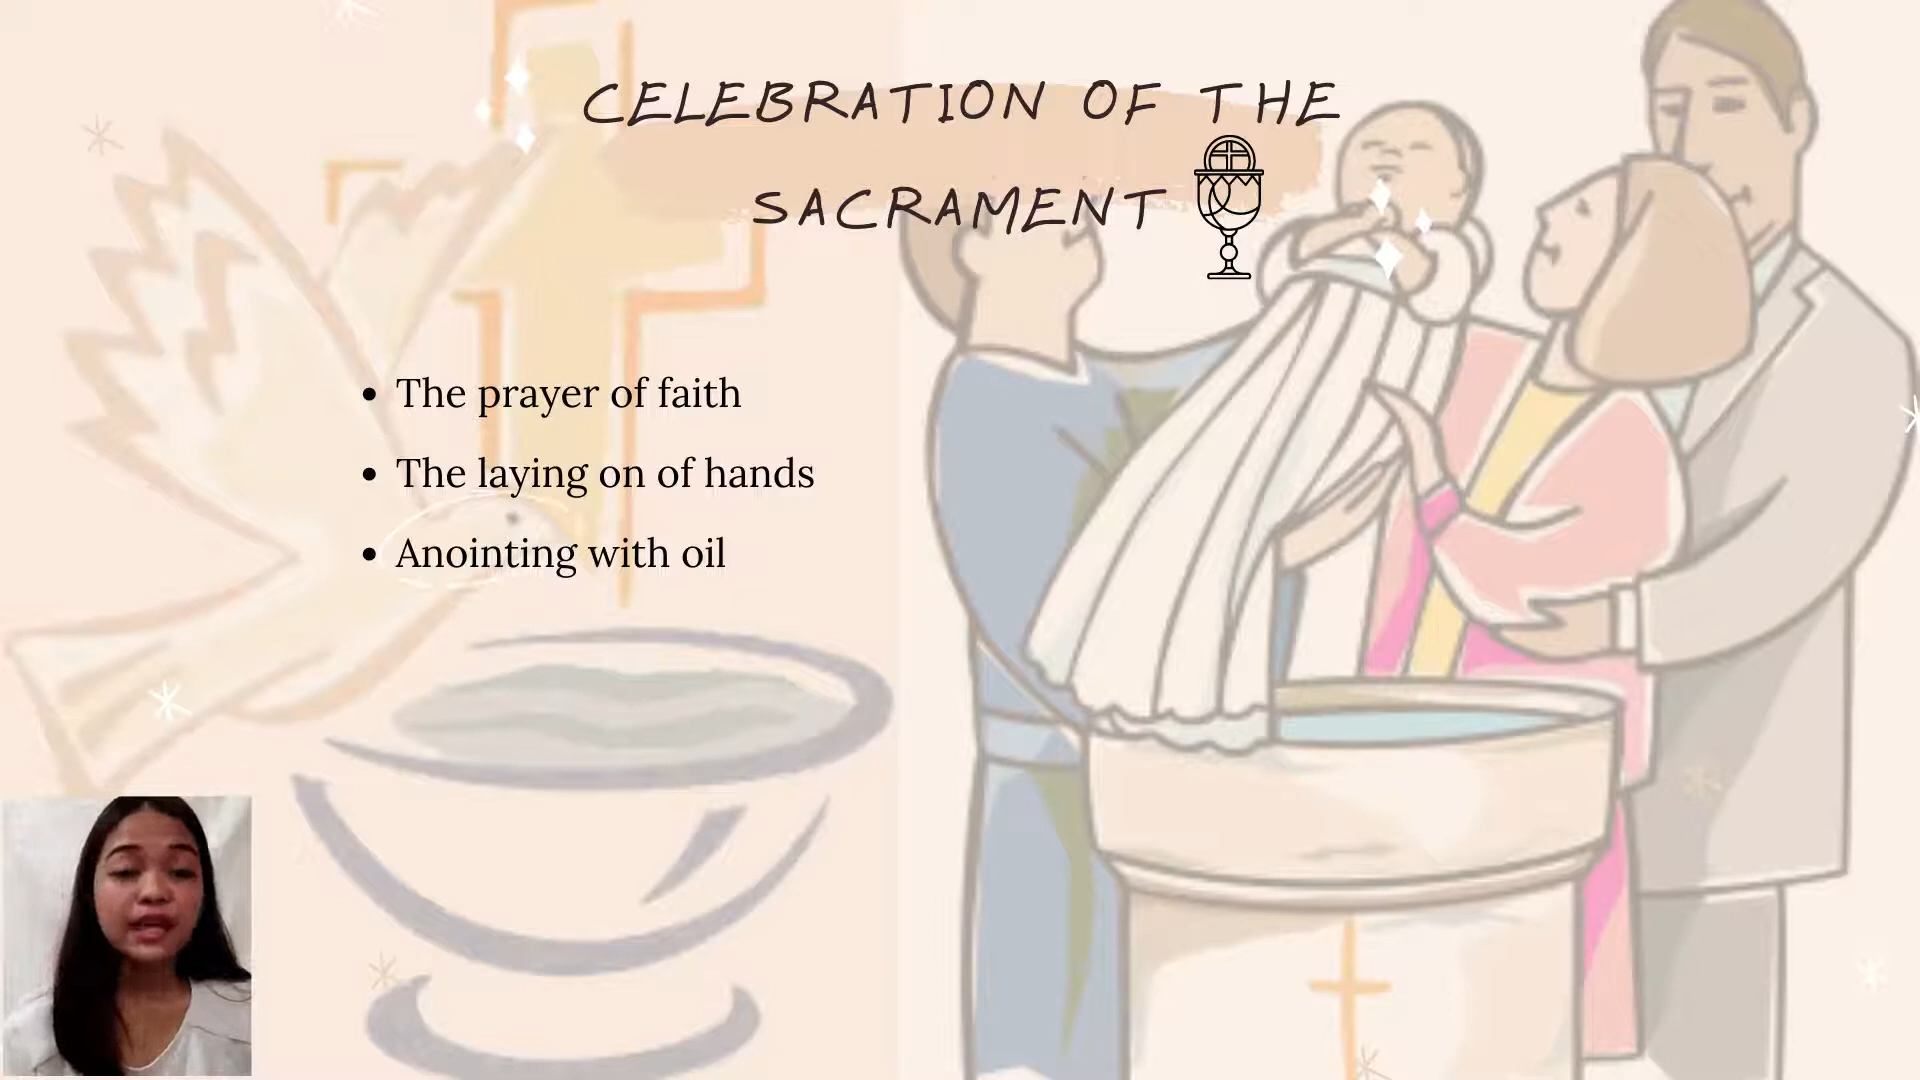 CELEBRATION OF THE
SACRAMENT
• The prayer of faith
• The laying on of hands
• Anointing with oil